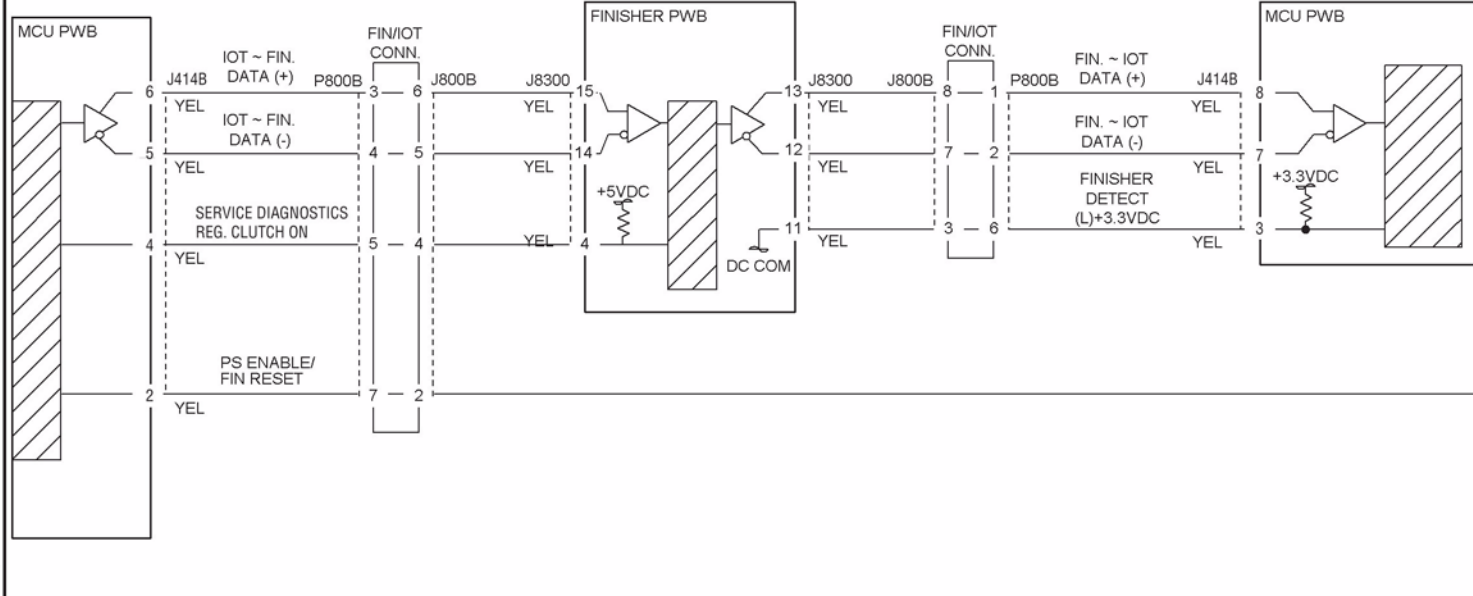 MCU PWB
FINISHER PWB
MCU PWB
FIN/IOT
CONN.
FIN/IOT
CONN.
IOT ~ FIN.
DATA (+)
FIN. ~ IOT
DATA (+)
6 J414B P800B 3 6 J800B J8300 15 13 J8300 J800B 8 1 P800B J414B 8
YEL YEL YEL YEL
IOT ~ FIN.
DATA (-)
FIN. ~ IOT
DATA (-)
5 4 5 14 12 7 2 7
YEL YEL YEL YEL
+5VDC
FINISHER
DETECT
(L)+3.3VDC
+3.3VDC
SERVICE DIAGNOSTICS
REG. CLUTCH ON
11 3 6 3
YEL YEL
4 5 4 YEL 4
YEL
DC COM
PS ENABLE/
FIN RESET
2 7 2
YEL